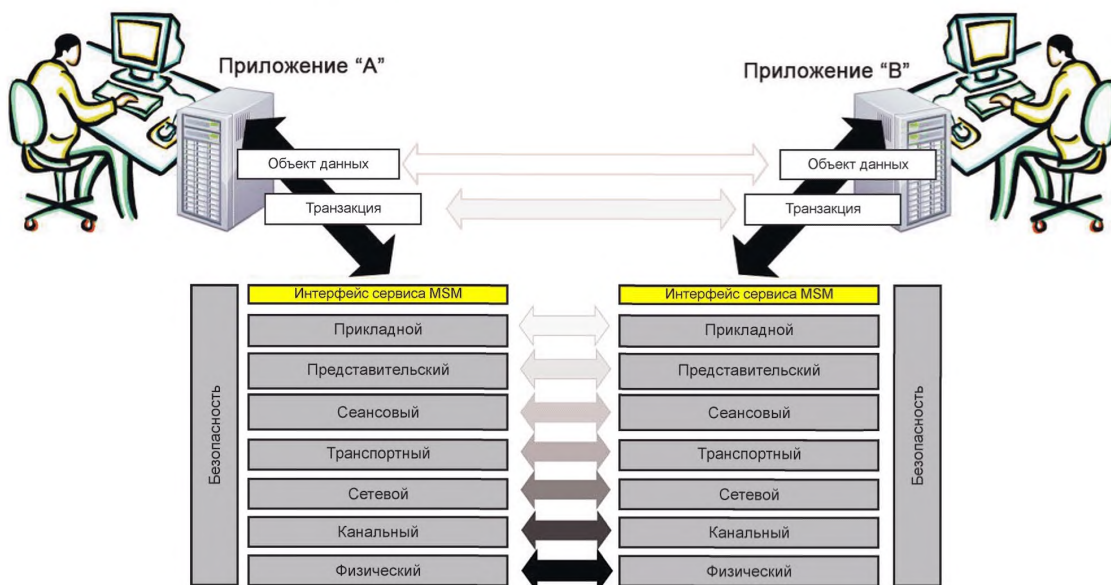 Приложение “A”
Приложение “B”
Объект данных
Объект данных
Транзакция
Транзакция
Интерфейс сервиса MSM
Интерфейс сервиса MSM
Прикладной
Прикладной
Представительский
Представительский
Сеансовый
Сеансовый
Безопасность
Безопасность
Транспортный
Транспортный
Сетевой
Сетевой
Канальный
Канальный
Физический
Физический